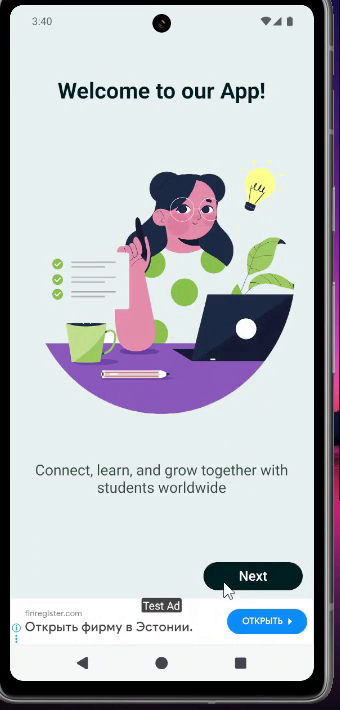 3:40
Welcome to our App!
Connect, learn, and grow together with
students worldwide
Next
Test Ad
finregister.com
Открыть фирму в Эстонии.
ОТКРЫТЬ